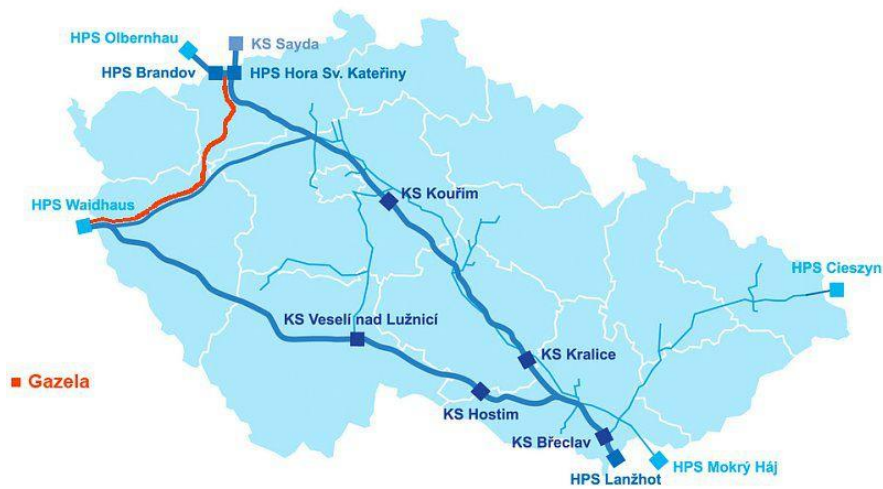 HPS Olbernhau
KS Sayda
HPS Brandov
HPS Hora Sv. Kateřiny
KS Kouřim
HPS Waidhaus
HPS Cieszyn
KS Veselí nad Lužnicí
KS Kralice
Gazela
KS Hostim
KS Břeclav
HPS Mokrý Háj
HPS Lanžhot